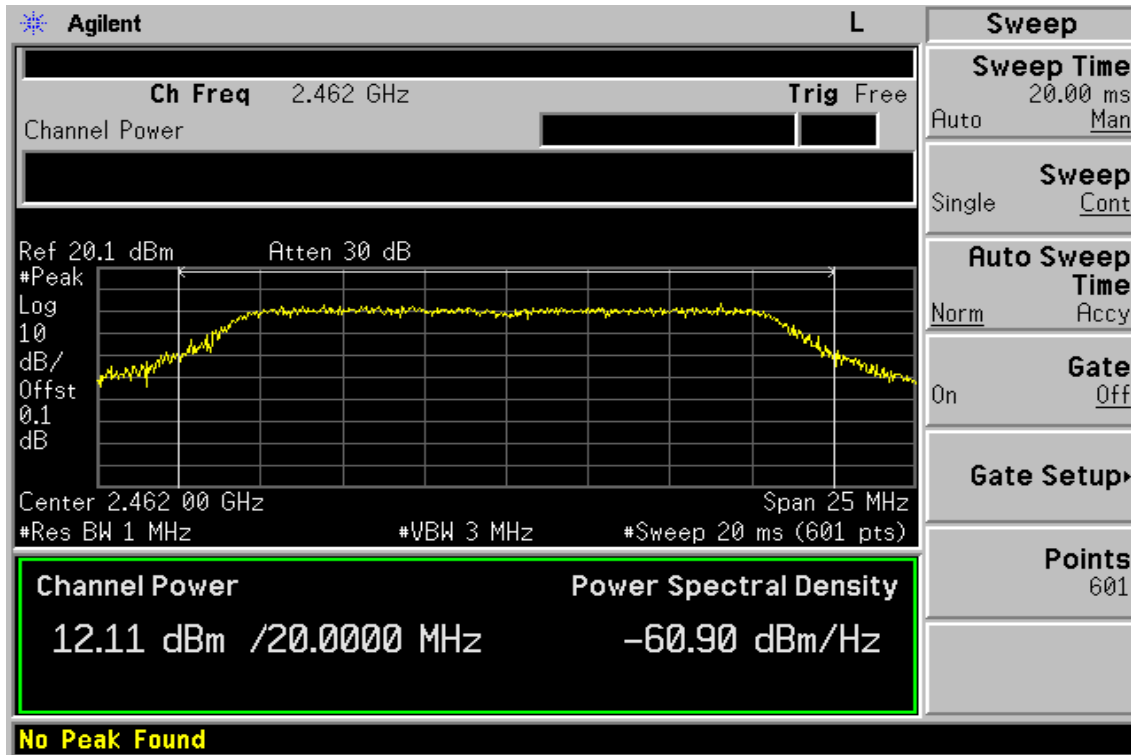 Agilent L
Ch Freq 2.462 GHz Trig Free
Channel Power
Ref 20.1 dBm Atten 30 dB
#Peak
Log
10
dB/
Offst
0.1
dB
Center 2.462 00 GHz Span 25 MHz
#Res BW 1 MHz #VBW 3 MHz #Sweep 20 ms (601 pts)
Channel Power Power Spectral Density
12.11 dBm /20.0000 MHz -60.90 dBm/Hz
No Peak Found
Sweep
Sweep Time
20.00 ms
Auto Man
Sweep
Single Cont
Auto Sweep
Time
Norm Accy
Gate
On Off
Gate Setup
Points
601